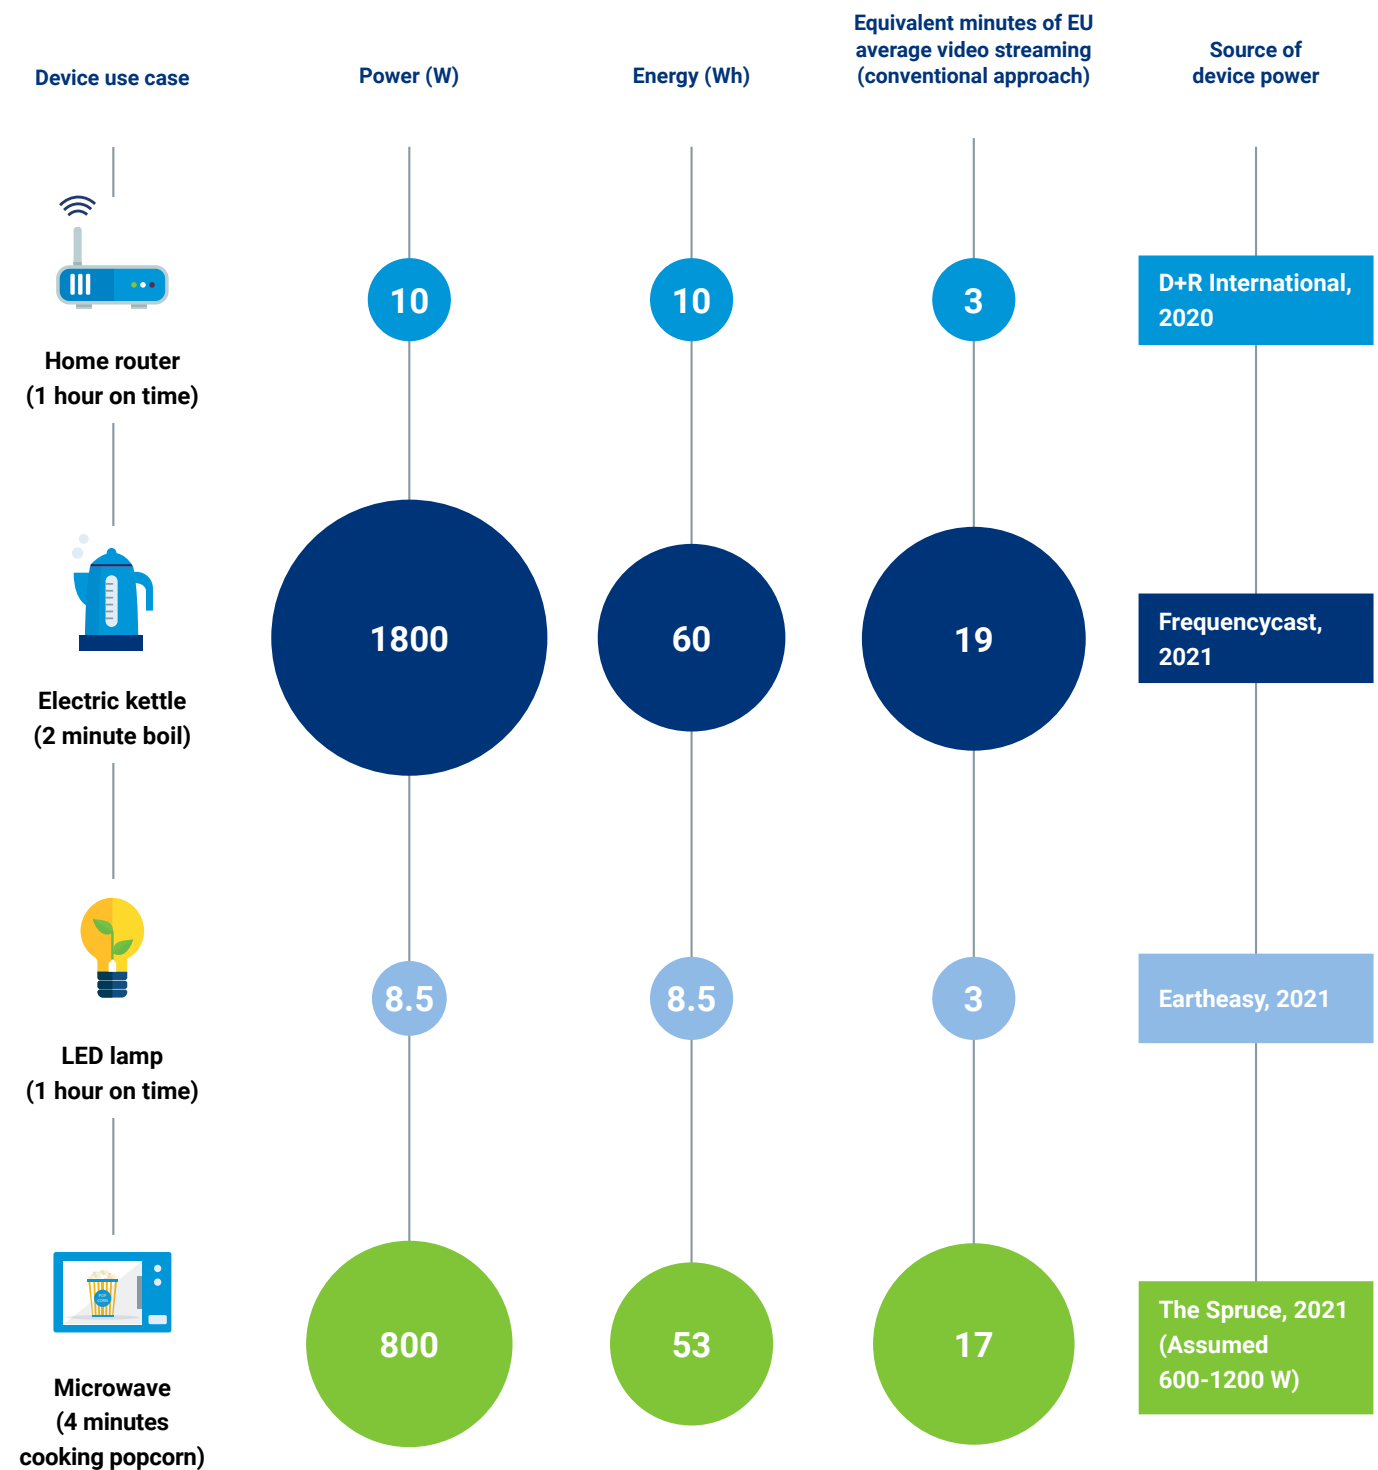 Device use case
Power (W)
Energy (Wh)
Equivalent minutes of EU
average video streaming
(conventional approach)
Source of
device power
Home router
(1 hour on time)
10
10
3
D+R International,
2020
Electric kettle
(2 minute boil)
1800
60
19
Frequencycast,
2021
LED lamp
(1 hour on time)
8.5
8.5
3
Eartheasy, 2021
POP
CORN
Microwave
(4 minutes
cooking popcorn)
800
53
17
The Spruce, 2021
(Assumed
600-1200 W)